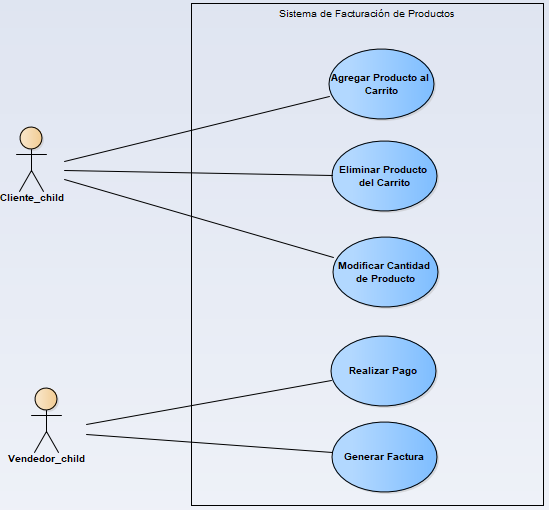 Sistema de Facturación de Productos
Agregar Producto al
Carrito
Eliminar Producto
del Carrito
Cliente_child
Modificar Cantidad
de Producto
Realizar Pago
Vendedor_child
Generar Factura